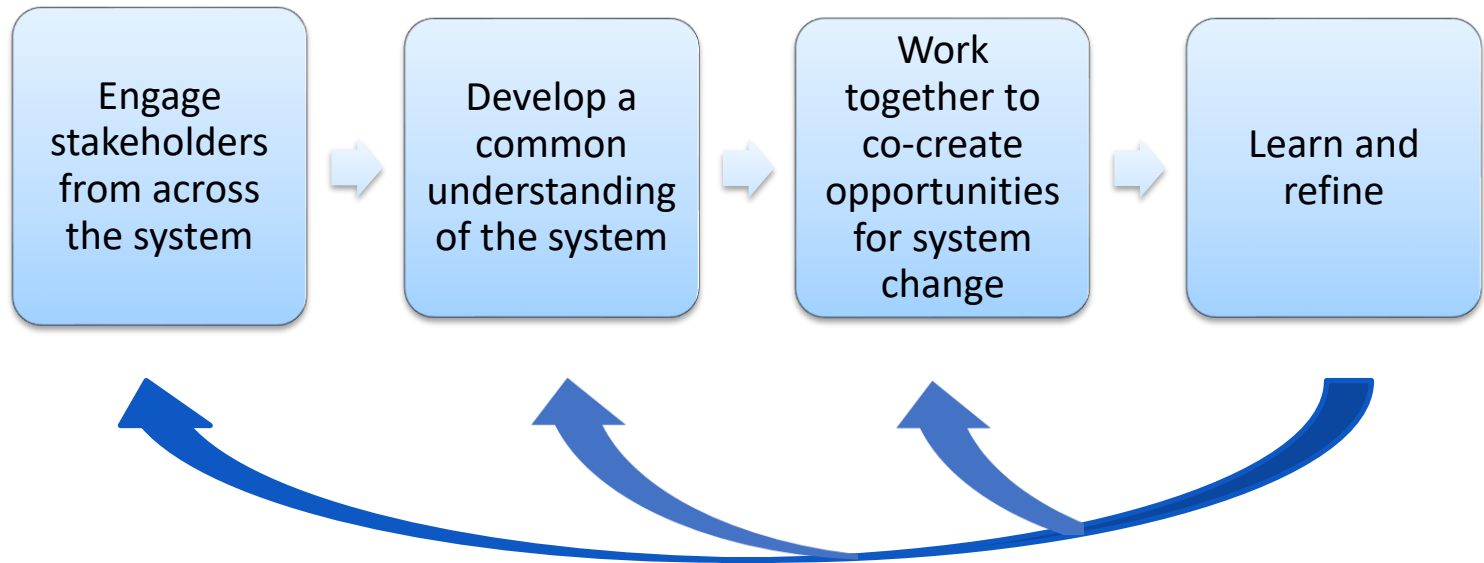 Engage
stakeholders
from across
the system
Develop a
common
understanding
of the system
Work
together to
co-create
opportunities
for system
change
Learn and
refine